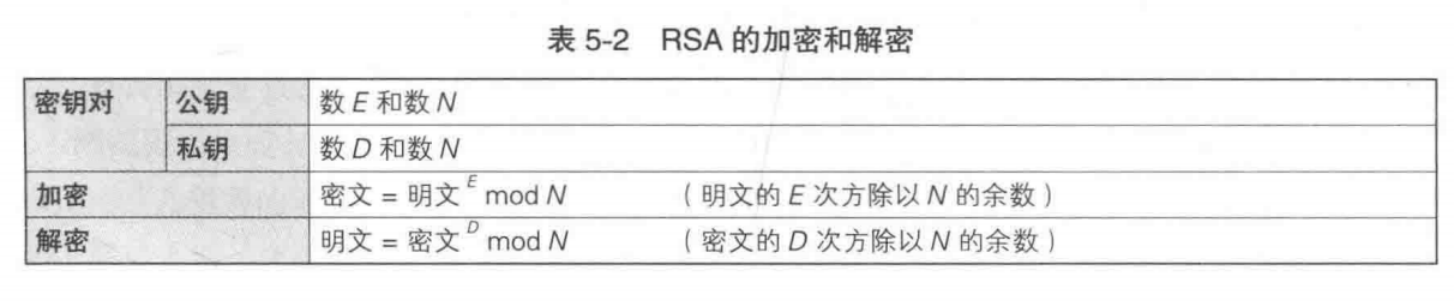 表 5-2 RSA 的加密和解密
密钥对 公钥 数 E 和数 N
私钥 数 D 和数 N
加密 密文 = 明文^E mod N （明文的 E 次方除以 N 的余数）
解密 明文 = 密文^D mod N （密文的 D 次方除以 N 的余数）